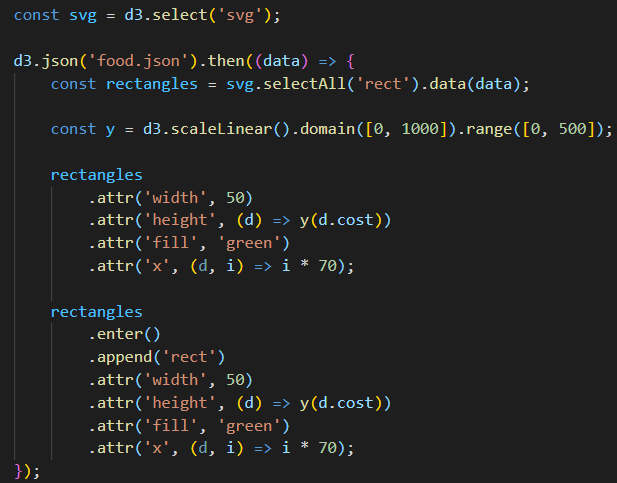 const svg = d3.select('svg');

d3.json('food.json').then((data) => {
    const rectangles = svg.selectAll('rect').data(data);

    const y = d3.scaleLinear().domain([0, 1000]).range([0, 500]);

    rectangles
        .attr('width', 50)
        .attr('height', (d) => y(d.cost))
        .attr('fill', 'green')
        .attr('x', (d, i) => i * 70);

    rectangles
        .enter()
        .append('rect')
        .attr('width', 50)
        .attr('height', (d) => y(d.cost))
        .attr('fill', 'green')
        .attr('x', (d, i) => i * 70);
});